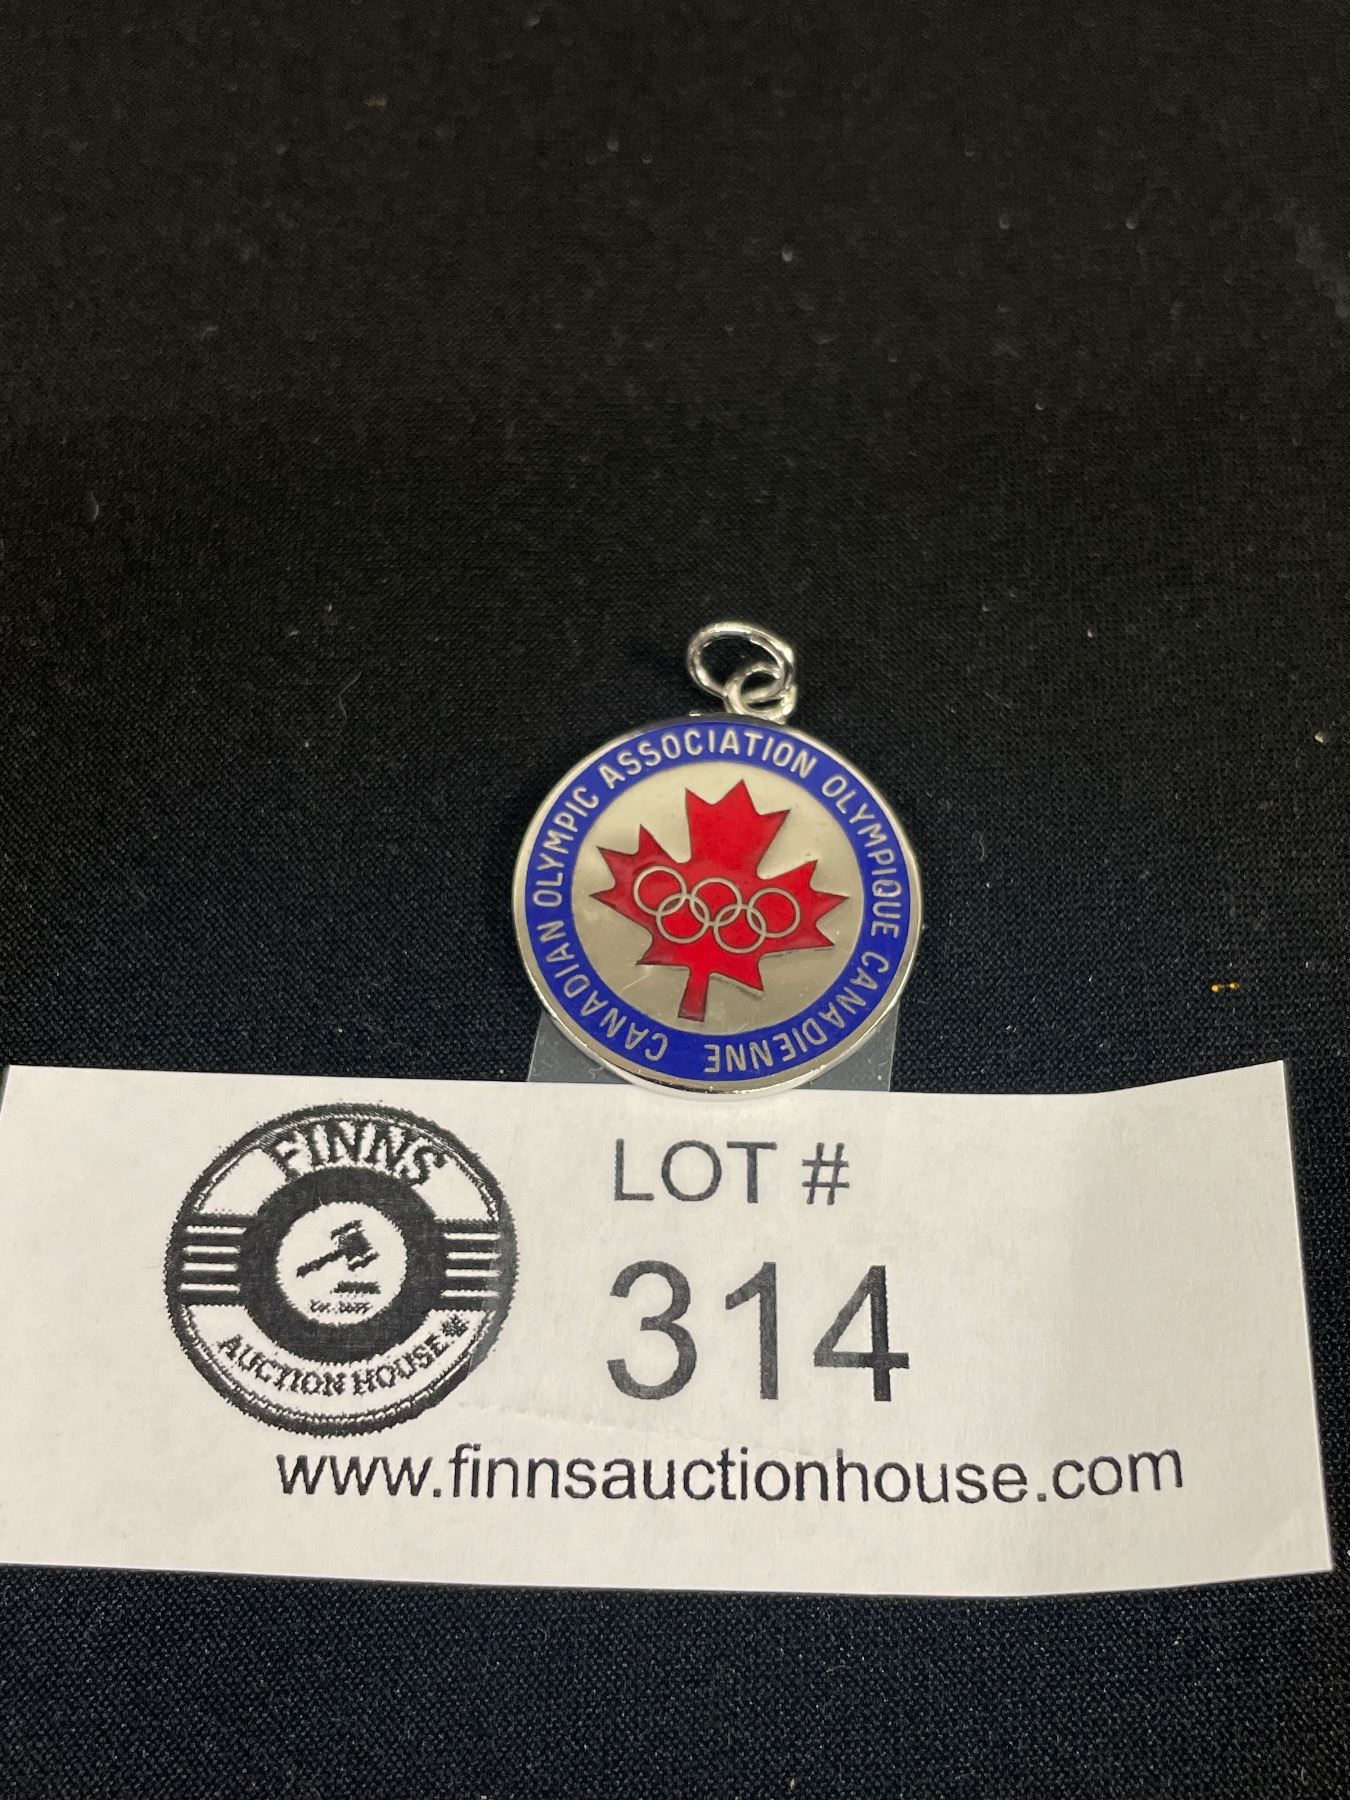 CANADIAN OLYMPIC ASSOCIATION OLYMPIQUE CANADIENNE
FINNS
AUCTION HOUSE
LOT #
314
www.finnsauctionhouse.com